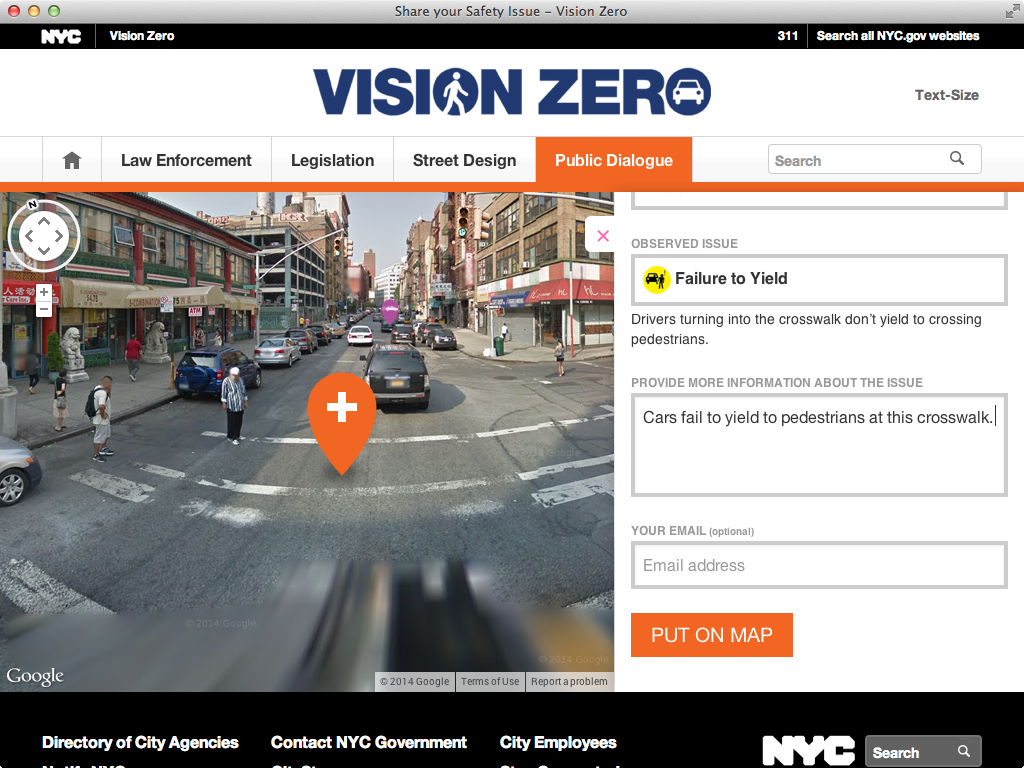 Share your Safety Issue – Vision Zero
NYC
Vision Zero
311
Search all NYC.gov websites
VISION ZERO
Text-Size
Law Enforcement
Legislation
Street Design
Public Dialogue
Search
N
ATM
OBSERVED ISSUE
Failure to Yield
Drivers turning into the crosswalk don’t yield to crossing
pedestrians.
PROVIDE MORE INFORMATION ABOUT THE ISSUE
Cars fail to yield to pedestrians at this crosswalk.
YOUR EMAIL (optional)
Email address
PUT ON MAP
© 2014 Google
© 2014 Google
Google
© 2014 Google
Terms of Use
Report a problem
Directory of City Agencies
Contact NYC Government
City Employees
NYC
Search
Notify NYC